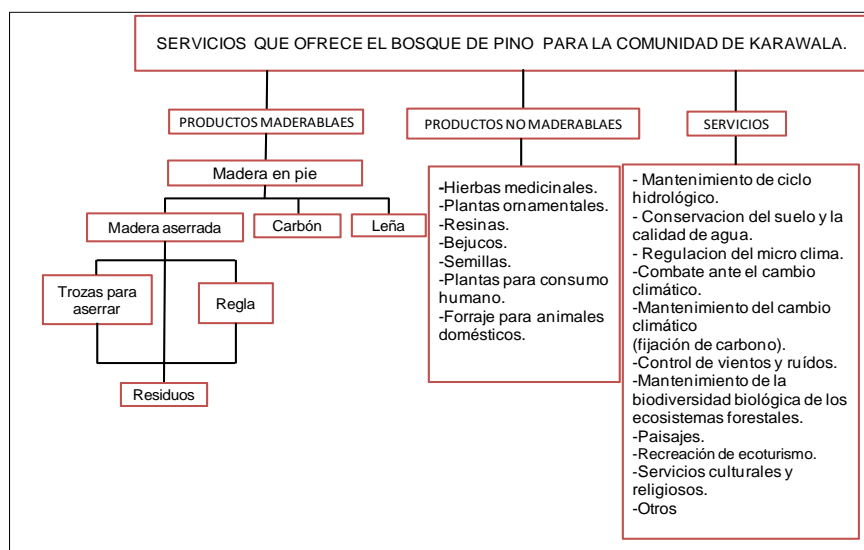 SERVICIOS QUE OFRECE EL BOSQUE DE PINO PARA LA COMUNIDAD DE KARAWALA.
PRODUCTOS MADERABLAES
Madera en pie
Madera aserrada
Carbón
Leña
Trozas para
aserrar
Regla
Residuos
PRODUCTOS NO MADERABLAES
-Hierbas medicinales.
-Plantas ornamentales.
-Resinas.
-Bejucos.
-Semillas.
-Plantas para consumo
humano.
-Forraje para animales
domésticos.
SERVICIOS
- Mantenimiento de ciclo
hidrológico.
- Conservacion del suelo y la
calidad de agua.
- Regulacion del micro clima.
-Combate ante el cambio
climático.
-Mantenimiento del cambio
climático
(fijación de carbono).
-Control de vientos y ruídos.
-Mantenimiento de la
biodiversidad biológica de los
ecosistemas forestales.
-Paisajes.
-Recreación de ecoturismo.
-Servicios culturales y
religiosos.
-Otros